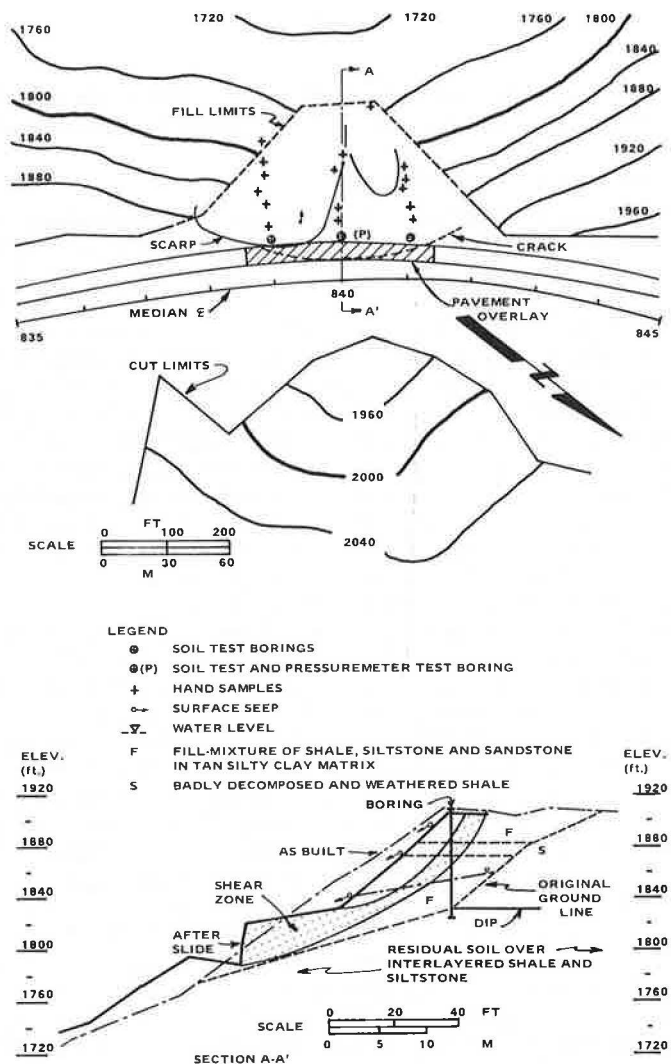 1720
1720
1760
1760
1800
1840
1880
1920
1960
A
1800
FILL LIMITS
1840
1880
SCARP
(P)
CRACK
MEDIAN ℄
840
A'
PAVEMENT
OVERLAY
835
845
N
CUT LIMITS
1960
2000
2040
FT
0 100 200
SCALE
0 30 60
M
LEGEND
SOIL TEST BORINGS
(P) SOIL TEST AND PRESSUREMETER TEST BORING
+ HAND SAMPLES
SURFACE SEEP
WATER LEVEL
F FILL-MIXTURE OF SHALE, SILTSTONE AND SANDSTONE
IN TAN SILTY CLAY MATRIX
S BADLY DECOMPOSED AND WEATHERED SHALE
ELEV.
(ft.)
1920
1880
1840
1800
1760
1720
ELEV.
(ft.)
1920
1880
1840
1800
1760
1720
BORING
AS BUILT
F
S
SHEAR
ZONE
F
ORIGINAL
GROUND
LINE
DIP
AFTER
SLIDE
RESIDUAL SOIL OVER
INTERLAYERED SHALE AND
SILTSTONE
0 20 40 FT
SCALE
0 5 10 M
SECTION A-A'